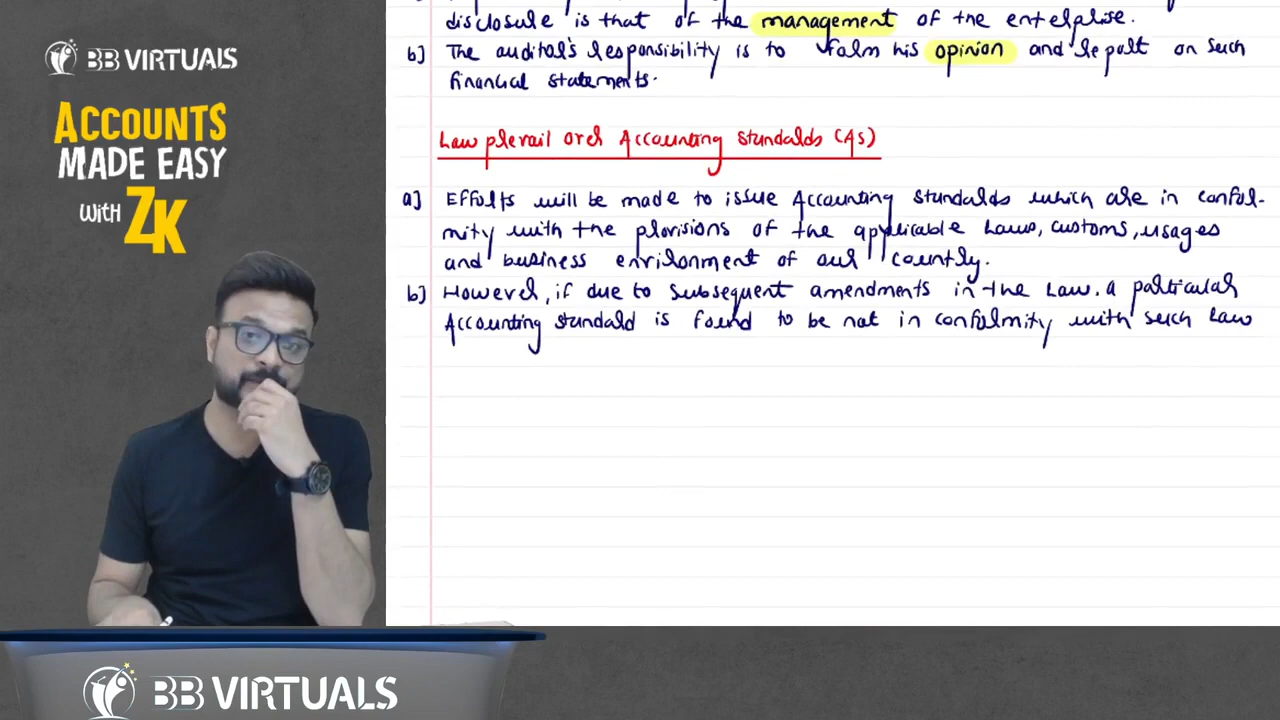 BB VIRTUALS
ACCOUNTS
MADE EASY
with ZK
disclosure is that of the management of the enterprise.
b] The auditor's responsibility is to form his opinion and report on such
financial statements.
Law prevail over Accounting Standards (AS)
a] Efforts will be made to issue Accounting Standards which are in confor-
mity with the provisions of the applicable Laws, customs, usages
and business environment of our country.
b] However, if due to subsequent amendments in the Law, a particular
Accounting Standard is found to be not in conformity with such Law
BB VIRTUALS